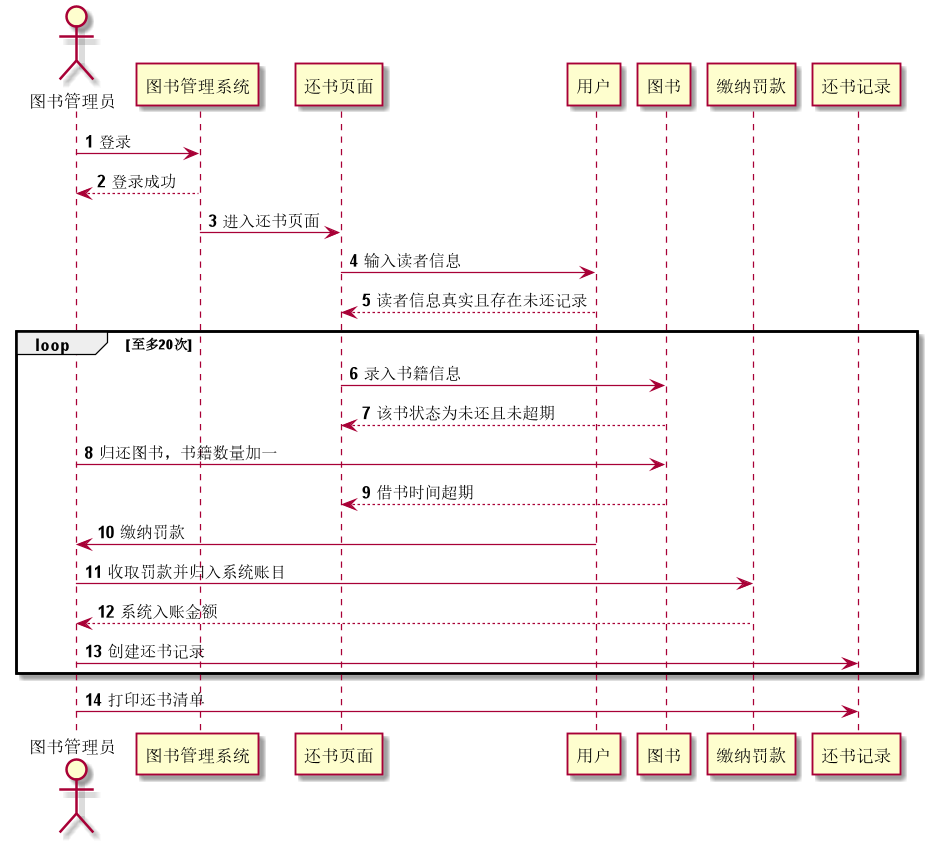 图书管理员
图书管理系统
还书页面
用户
图书
缴纳罚款
还书记录
1 登录
2 登录成功
3 进入还书页面
4 输入读者信息
5 读者信息真实且存在未还记录
loop [至多20次]
6 录入书籍信息
7 该书状态为未还且未超期
8 归还图书，书籍数量加一
9 借书时间超期
10 缴纳罚款
11 收取罚款并归入系统账目
12 系统入账金额
13 创建还书记录
14 打印还书清单
图书管理员
图书管理系统
还书页面
用户
图书
缴纳罚款
还书记录